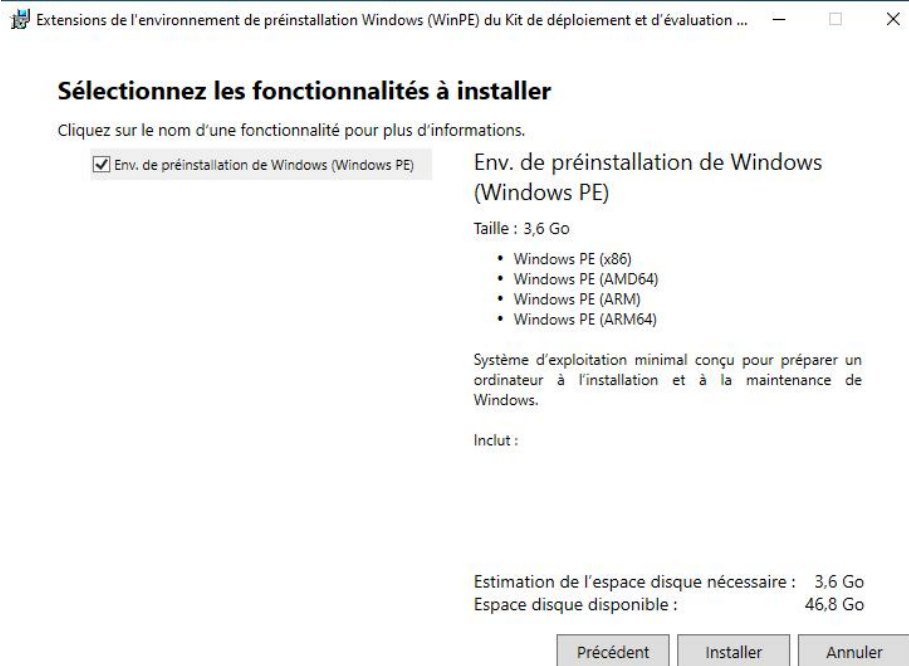 Extensions de l'environnement de préinstallation Windows (WinPE) du Kit de déploiement et d'évaluation ...
Sélectionnez les fonctionnalités à installer
Cliquez sur le nom d'une fonctionnalité pour plus d'informations.
Env. de préinstallation de Windows (Windows PE)
Env. de préinstallation de Windows
(Windows PE)
Taille : 3,6 Go
• Windows PE (x86)
• Windows PE (AMD64)
• Windows PE (ARM)
• Windows PE (ARM64)
Système d'exploitation minimal conçu pour préparer un
ordinateur à l'installation et à la maintenance de
Windows.
Inclut :
Estimation de l'espace disque nécessaire : 3,6 Go
Espace disque disponible : 46,8 Go
Précédent Installer Annuler